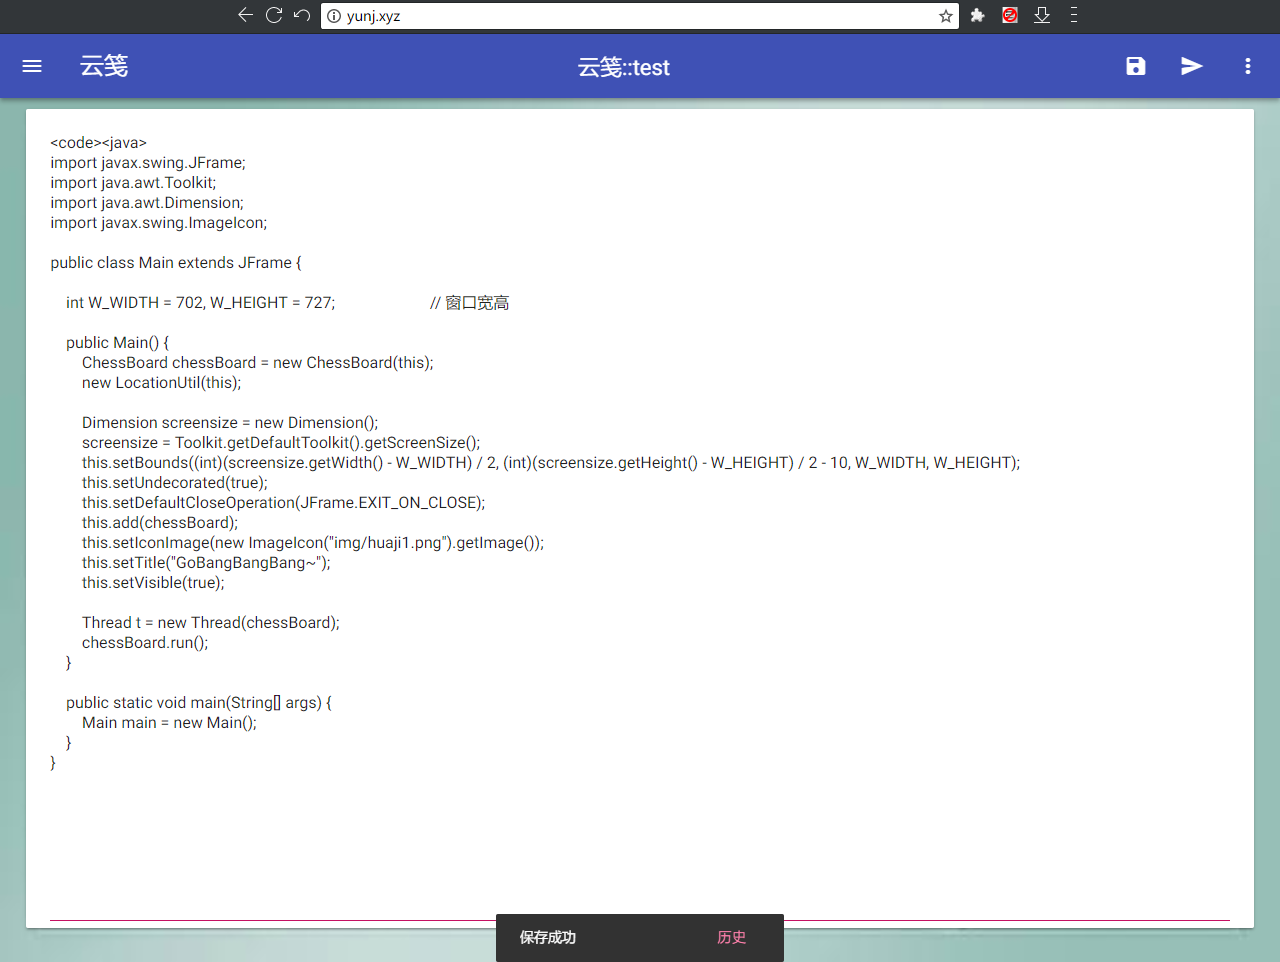 yunj.xyz
云笺
云笺::test
<code><java>
import javax.swing.JFrame;
import java.awt.Toolkit;
import java.awt.Dimension;
import javax.swing.ImageIcon;
public class Main extends JFrame {
int W_WIDTH = 702, W_HEIGHT = 727; // 窗口宽高
public Main() {
ChessBoard chessBoard = new ChessBoard(this);
new LocationUtil(this);
Dimension screensize = new Dimension();
screensize = Toolkit.getDefaultToolkit().getScreenSize();
this.setBounds((int)(screensize.getWidth() - W_WIDTH) / 2, (int)(screensize.getHeight() - W_HEIGHT) / 2 - 10, W_WIDTH, W_HEIGHT);
this.setUndecorated(true);
this.setDefaultCloseOperation(JFrame.EXIT_ON_CLOSE);
this.add(chessBoard);
this.setIconImage(new ImageIcon("img/huaji1.png").getImage());
this.setTitle("GoBangBangBang~");
this.setVisible(true);
Thread t = new Thread(chessBoard);
chessBoard.run();
}
public static void main(String[] args) {
Main main = new Main();
}
}
保存成功 历史